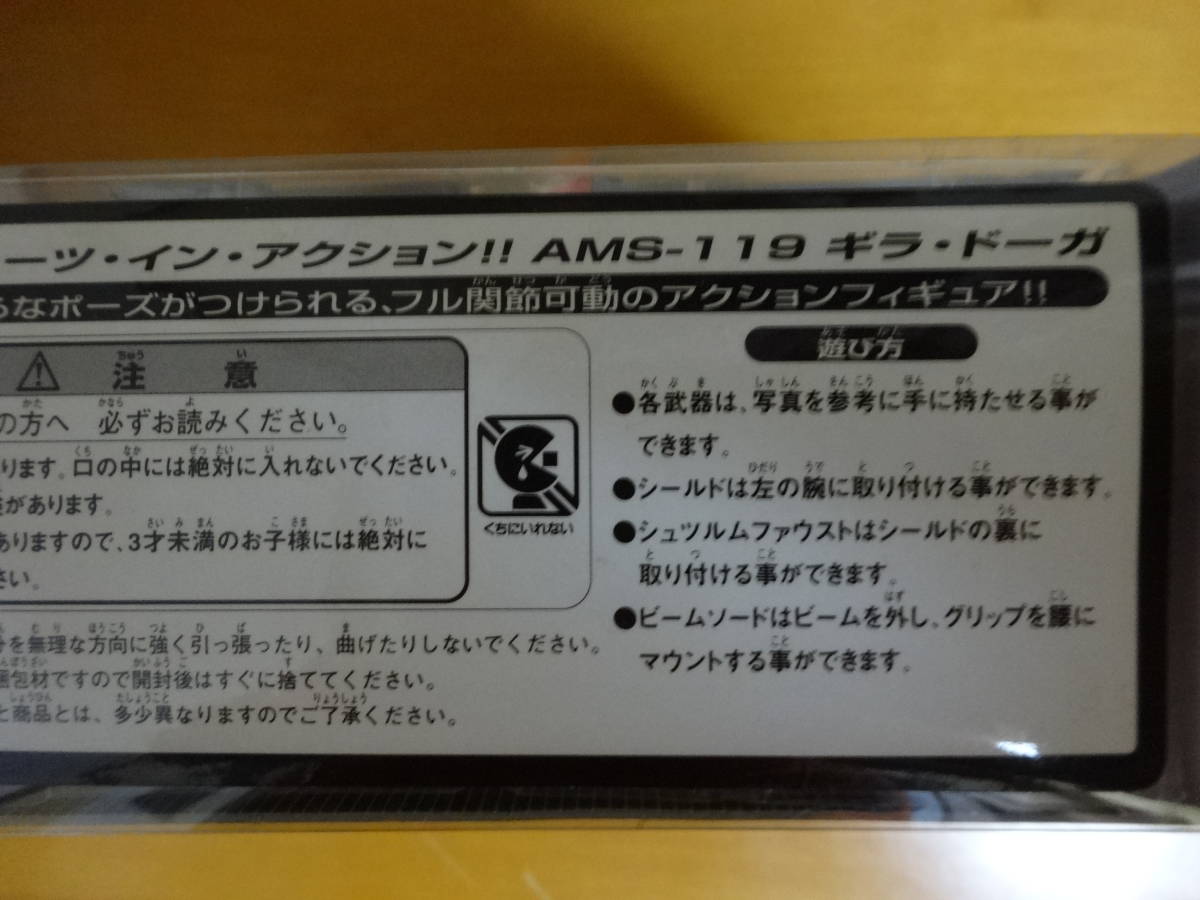 ーツ・イン・アクション!! AMS-119 ギラ・ドーガ
なポーズがつけられる、フル関節可動のアクションフィギュア!!
注意
の方へ 必ずお読みください。
ります。口の中には絶対に入れないでください。
があります。
ありますので、3才未満のお子様には絶対に
さい。
くちにいれない
を無理な方向に強く引っ張ったり、曲げたりしないでください。
包材ですので開封後はすぐに捨ててください。
と商品とは、多少異なりますのでご了承ください。
遊び方
●各武器は、写真を参考に手に持たせる事が
できます。
●シールドは左の腕に取り付ける事ができます。
●シュツルムファウストはシールドの裏に
取り付ける事ができます。
●ビームソードはビームを外し、グリップを腰に
マウントする事ができます。